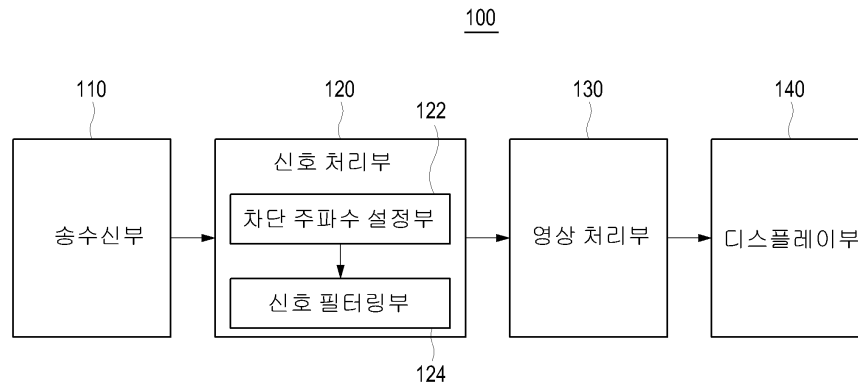 100
110
120
130
140
122
신호 처리부
차단 주파수 설정부
송수신부
영상 처리부
디스플레이부
신호 필터링부
124